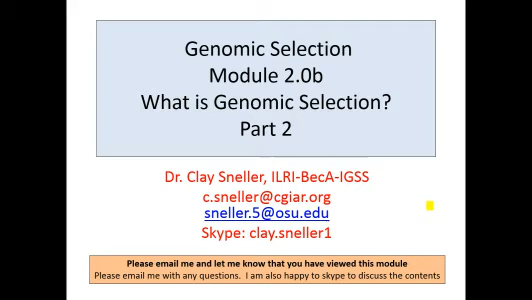 Genomic Selection
Module 2.0b
What is Genomic Selection?
Part 2
Dr. Clay Sneller, ILRI-BecA-IGSS
c.sneller@cgiar.org
sneller.5@osu.edu
Skype: clay.sneller1
Please email me and let me know that you have viewed this module
Please email me with any questions. I am also happy to skype to discuss the contents